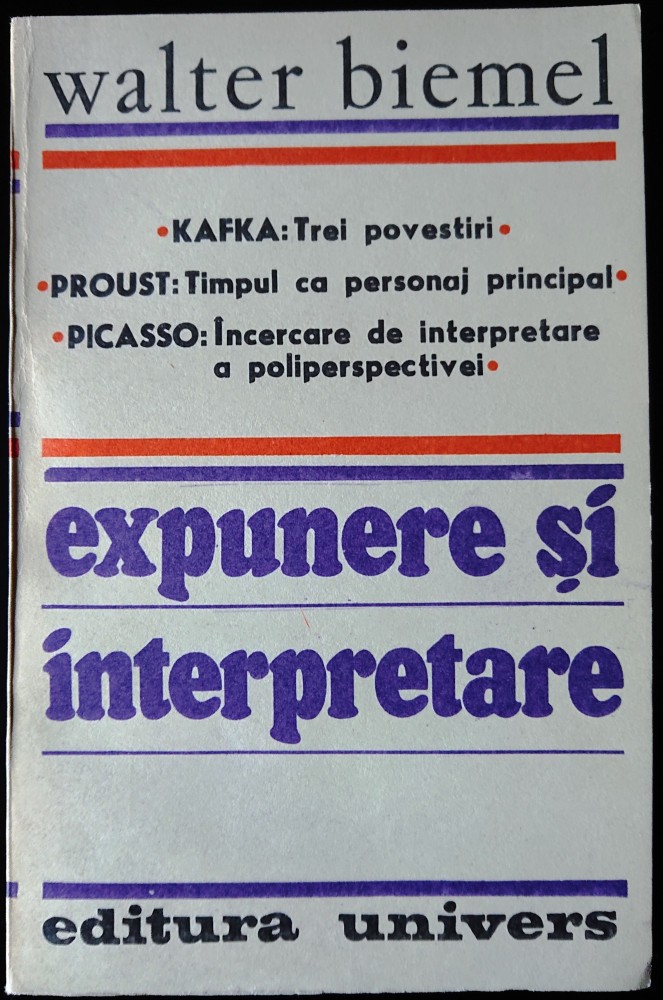 walter biemel
•KAFKA: Trei povestiri•
•PROUST: Timpul ca personaj principal•
•PICASSO: Încercare de interpretare
a poliperspectivei•
expunere și
interpretare
editura univers